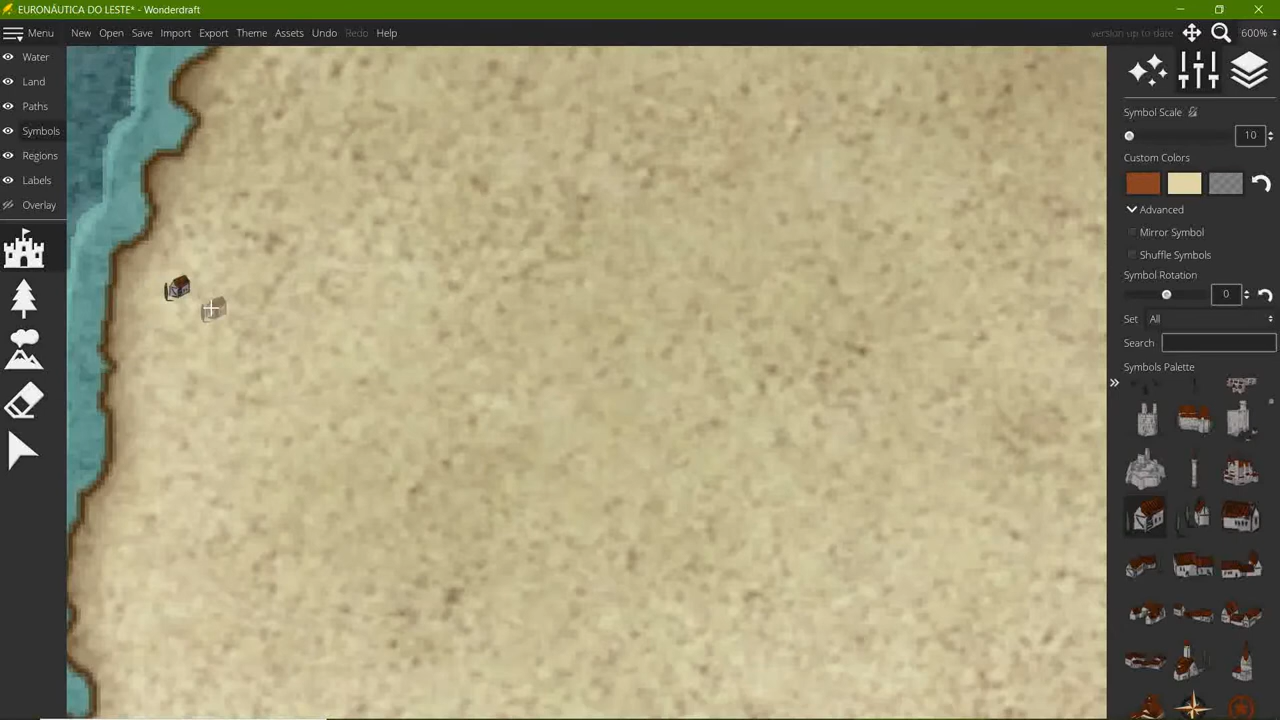 EURONÁUTICA DO LESTE* - Wonderdraft
Menu New Open Save Import Export Theme Assets Undo Redo Help version up to date 600%
Water
Land
Paths
Symbols
Regions
Labels
Overlay
Symbol Scale
10
Custom Colors
Advanced
Mirror Symbol
Shuffle Symbols
Symbol Rotation
0
Set All
Search
Symbols Palette